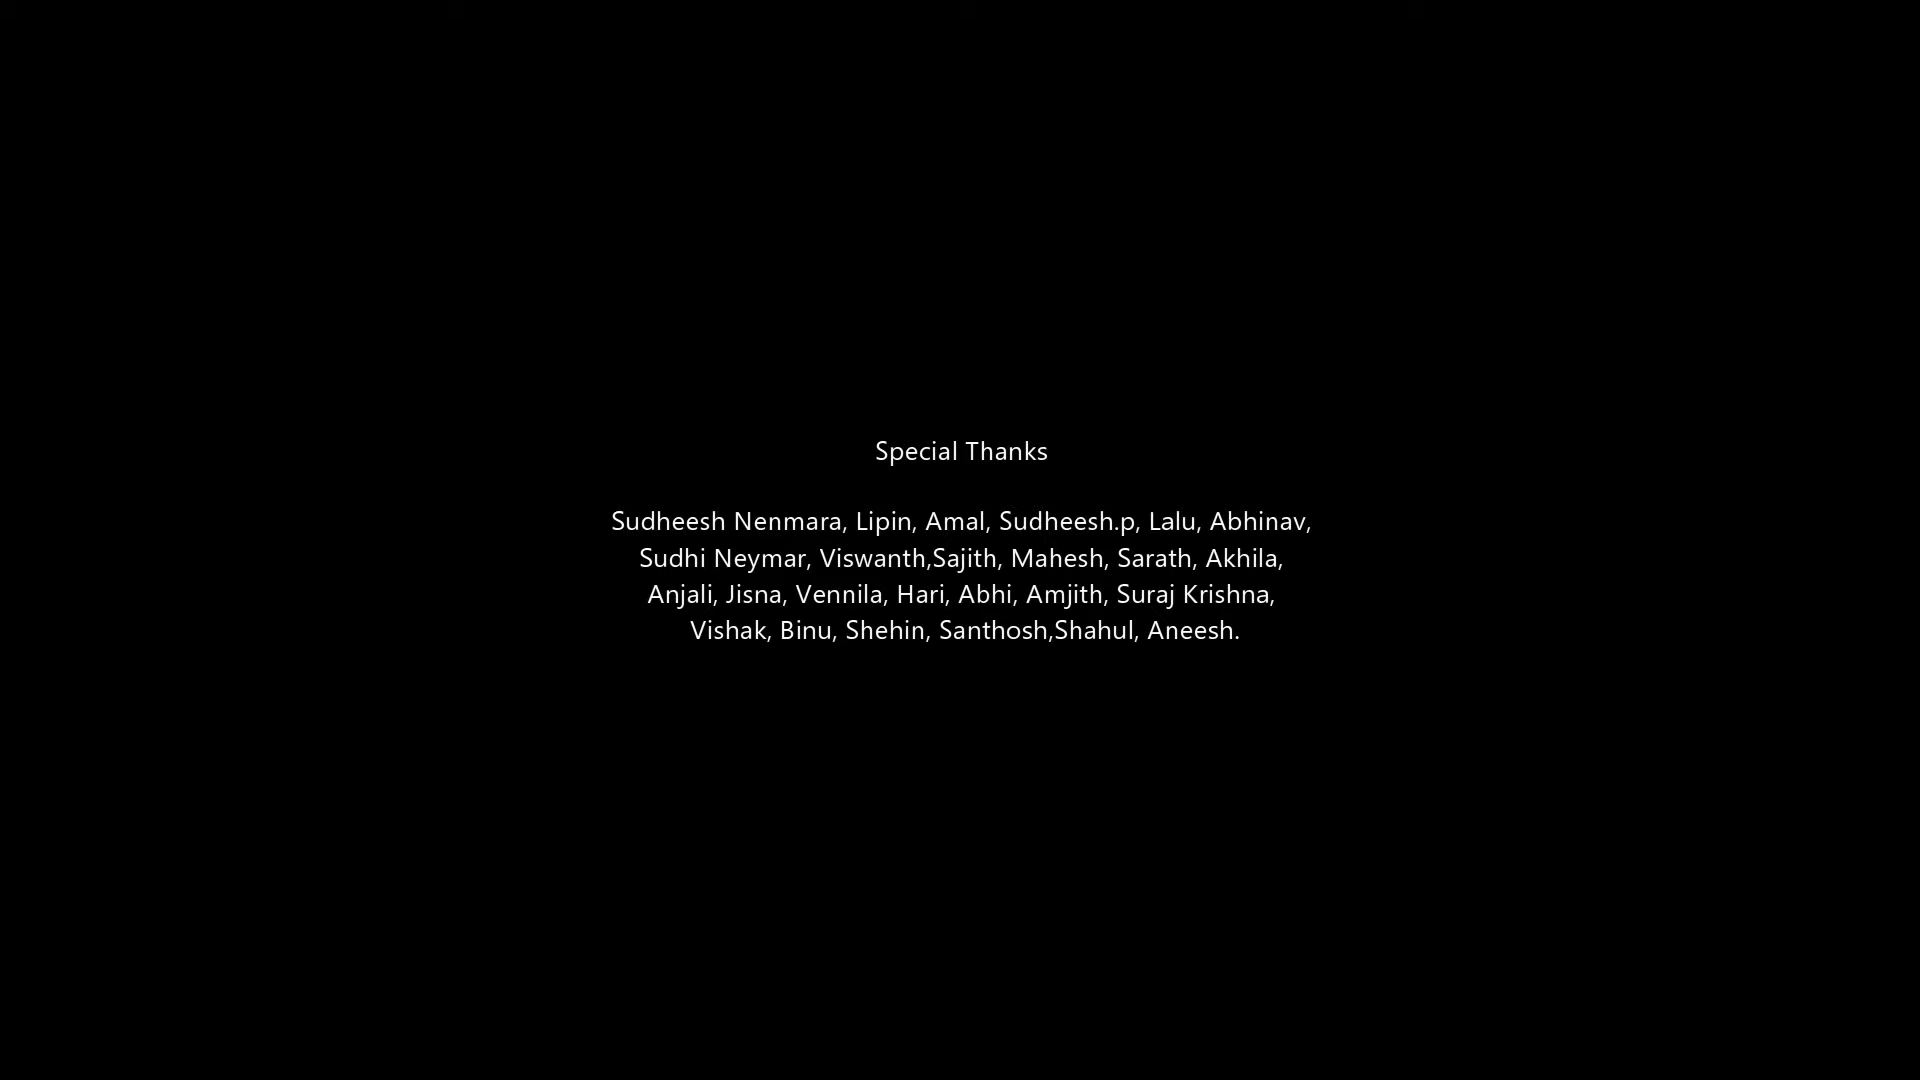 Special Thanks
Sudheesh Nenmara, Lipin, Amal, Sudheesh.p, Lalu, Abhinav,
Sudhi Neymar, Viswanth,Sajith, Mahesh, Sarath, Akhila,
Anjali, Jisna, Vennila, Hari, Abhi, Amjith, Suraj Krishna,
Vishak, Binu, Shehin, Santhosh,Shahul, Aneesh.